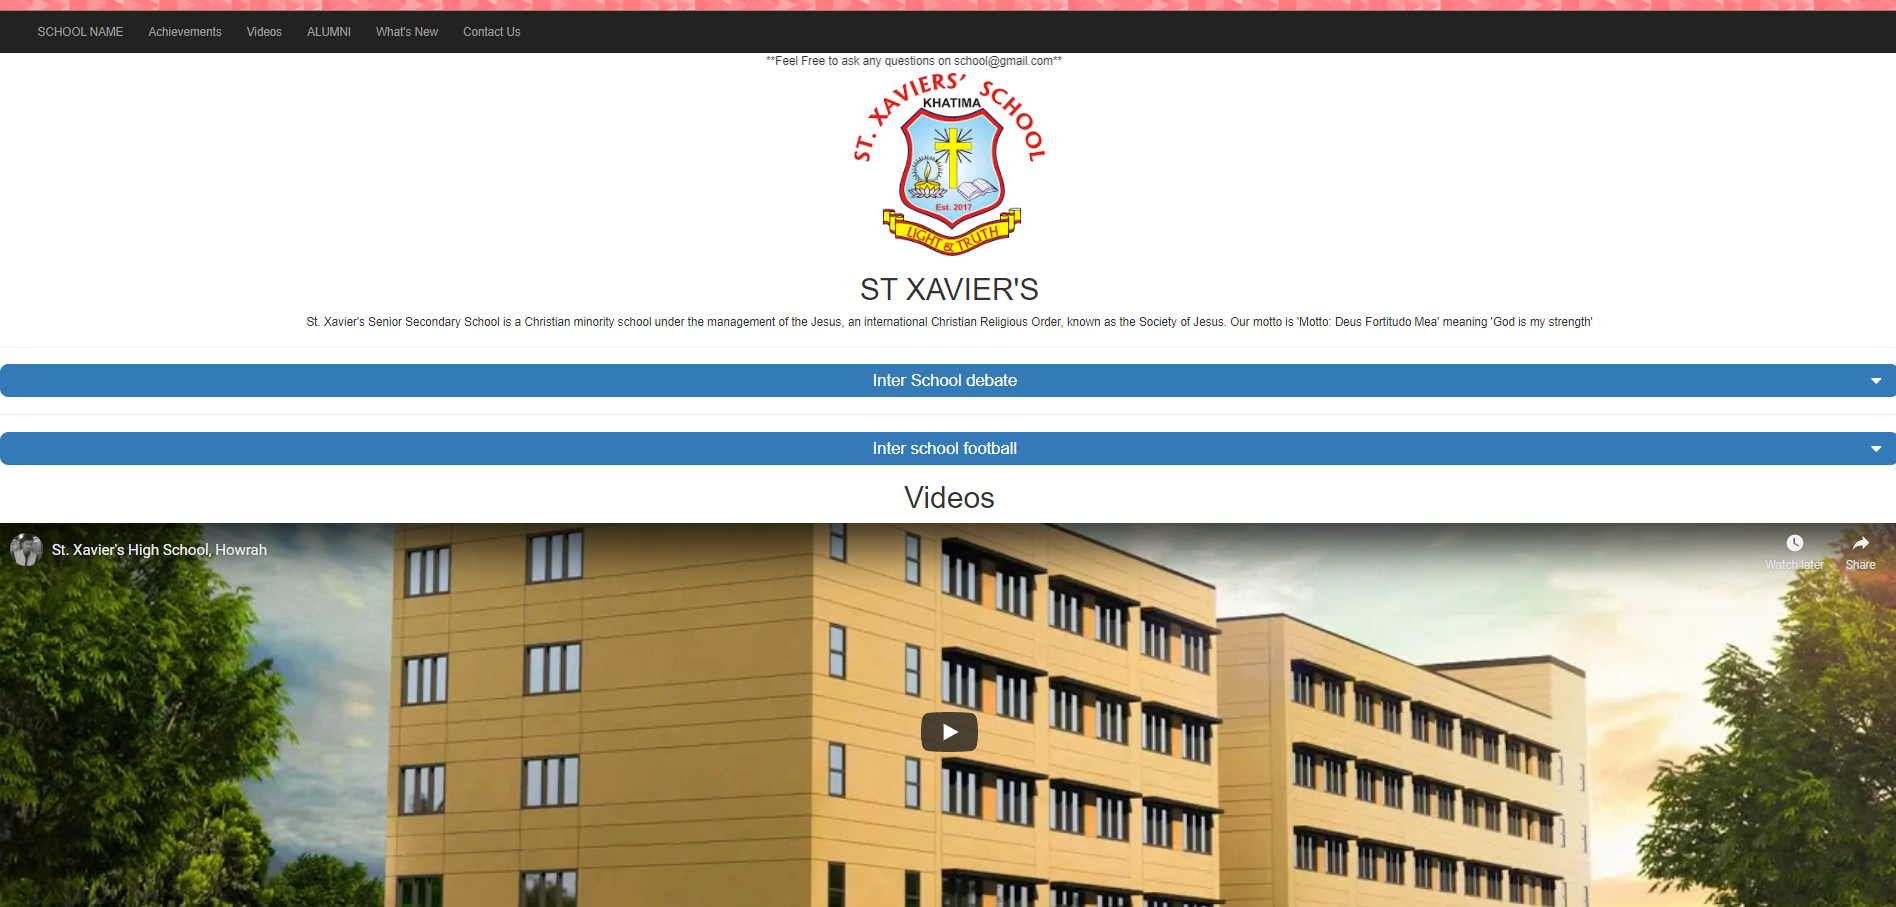 SCHOOL NAME Achievements Videos ALUMNI What's New Contact Us
**Feel Free to ask any questions on school@gmail.com**
ST. XAVIERS' SCHOOL
KHATIMA
Est. 2017
LIGHT & TRUTH
ST XAVIER'S
St. Xavier's Senior Secondary School is a Christian minority school under the management of the Jesus, an international Christian Religious Order, known as the Society of Jesus. Our motto is 'Motto: Deus Fortitudo Mea' meaning 'God is my strength'
Inter School debate
Inter school football
Videos
St. Xavier's High School, Howrah
Watch later Share